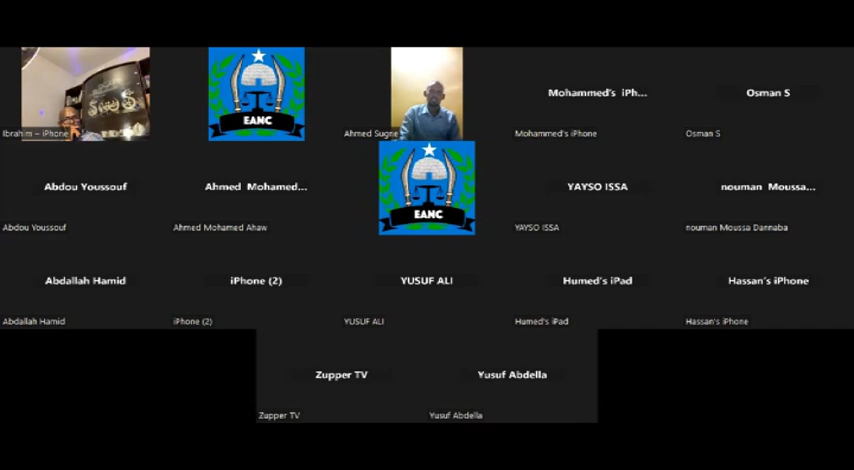 Ibrahim – iPhone
EANC
Ahmed Sugne
Mohammed's iPh...
Mohammed's iPhone
Osman S
Osman S
Abdou Youssouf
Abdou Youssouf
Ahmed Mohamed...
Ahmed Mohamed Ahaw
EANC
YAYSO ISSA
YAYSO ISSA
nouman Moussa...
nouman Moussa Dannaba
Abdallah Hamid
Abdallah Hamid
iPhone (2)
iPhone (2)
YUSUF ALI
YUSUF ALI
Humed's iPad
Humed's iPad
Hassan's iPhone
Hassan's iPhone
Zupper TV
Zupper TV
Yusuf Abdella
Yusuf Abdella